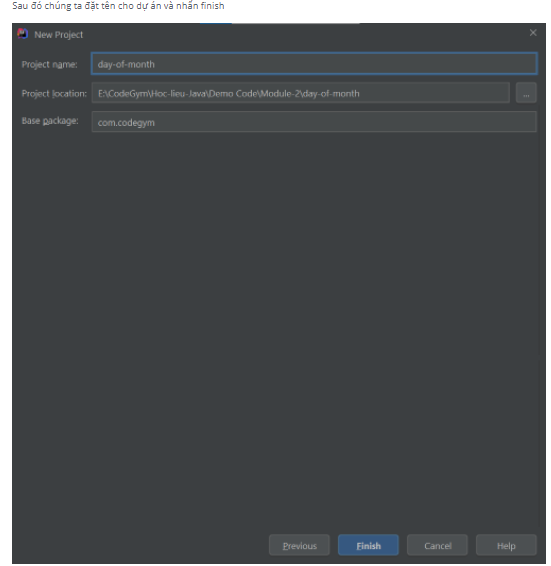 Sau đó chúng ta đặt tên cho dự án và nhấn finish
New Project
Project name: day-of-month
Project location: E:\CodeGym\Hoc-lieu-Java\Demo Code\Module-2\day-of-month ...
Base package: com.codegym
Previous Finish Cancel Help